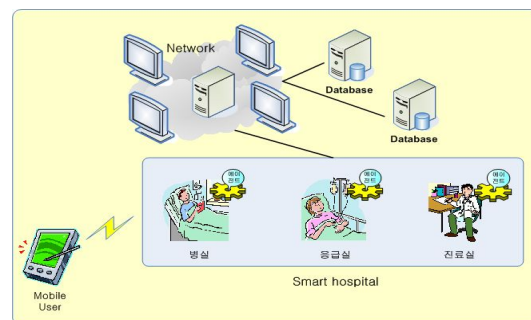 Network
Database
Database
에이
전트
에이
전트
에이
전트
병실
응급실
진료실
Smart hospital
Mobile
User